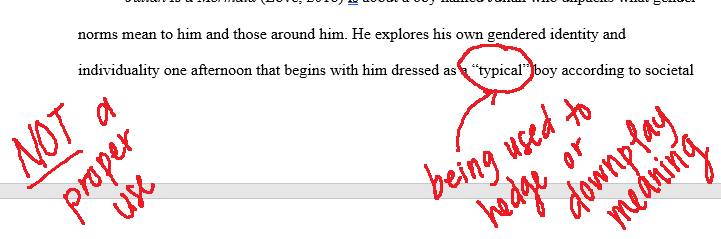 Julian Is a Mermaid (Love, 2018) is about a boy named Julian who unpacks what gender
norms mean to him and those around him. He explores his own gendered identity and
individuality one afternoon that begins with him dressed as a “typical” boy according to societal
NOT a
proper
use
being used to
hedge or
downplay
meaning